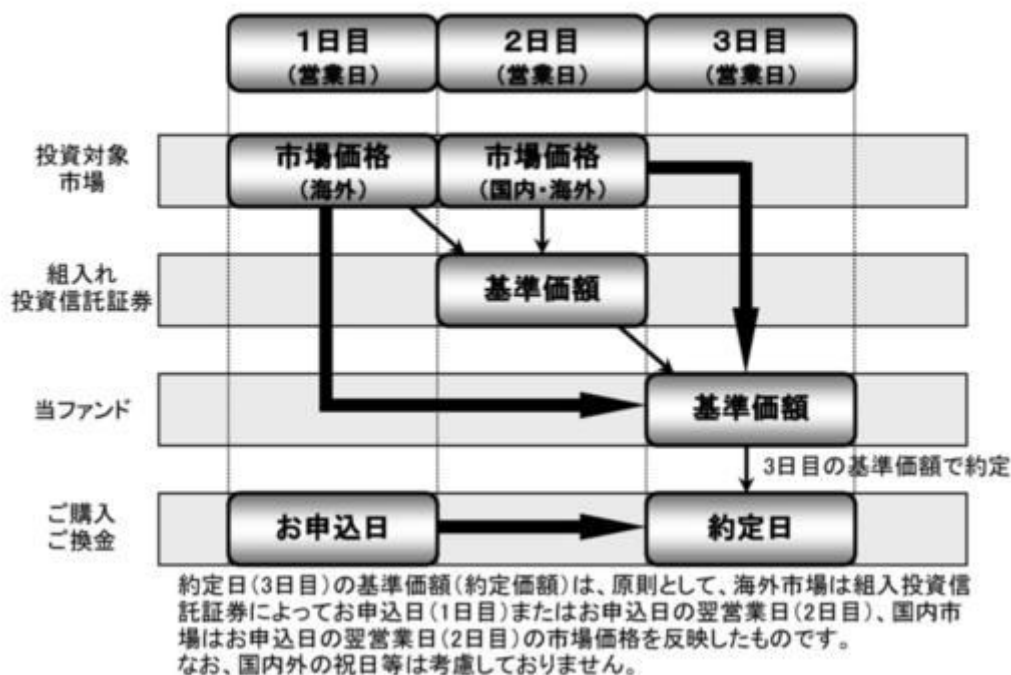 1日目
(営業日)
2日目
(営業日)
3日目
(営業日)
投資対象
市場
市場価格
(海外)
市場価格
(国内・海外)
組入れ
投資信託証券
基準価額
当ファンド
基準価額
3日目の基準価額で約定
ご購入
ご換金
お申込日
約定日
約定日(3日目)の基準価額(約定価額)は、原則として、海外市場は組入投資信
託証券によってお申込日(1日目)またはお申込日の翌営業日(2日目)、国内市
場はお申込日の翌営業日(2日目)の市場価格を反映したものです。
なお、国内外の祝日等は考慮しておりません。